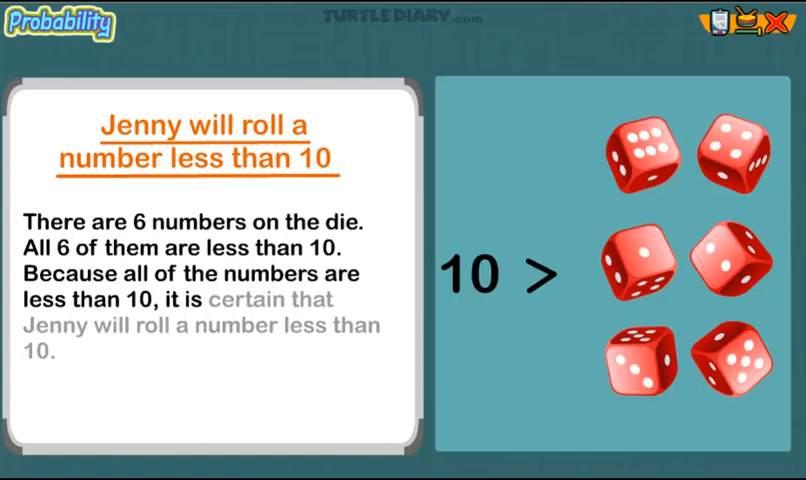 Probability
TURTLEDIARY.com
Jenny will roll a
number less than 10
There are 6 numbers on the die.
All 6 of them are less than 10.
Because all of the numbers are
less than 10, it is certain that
Jenny will roll a number less than
10.
10 >